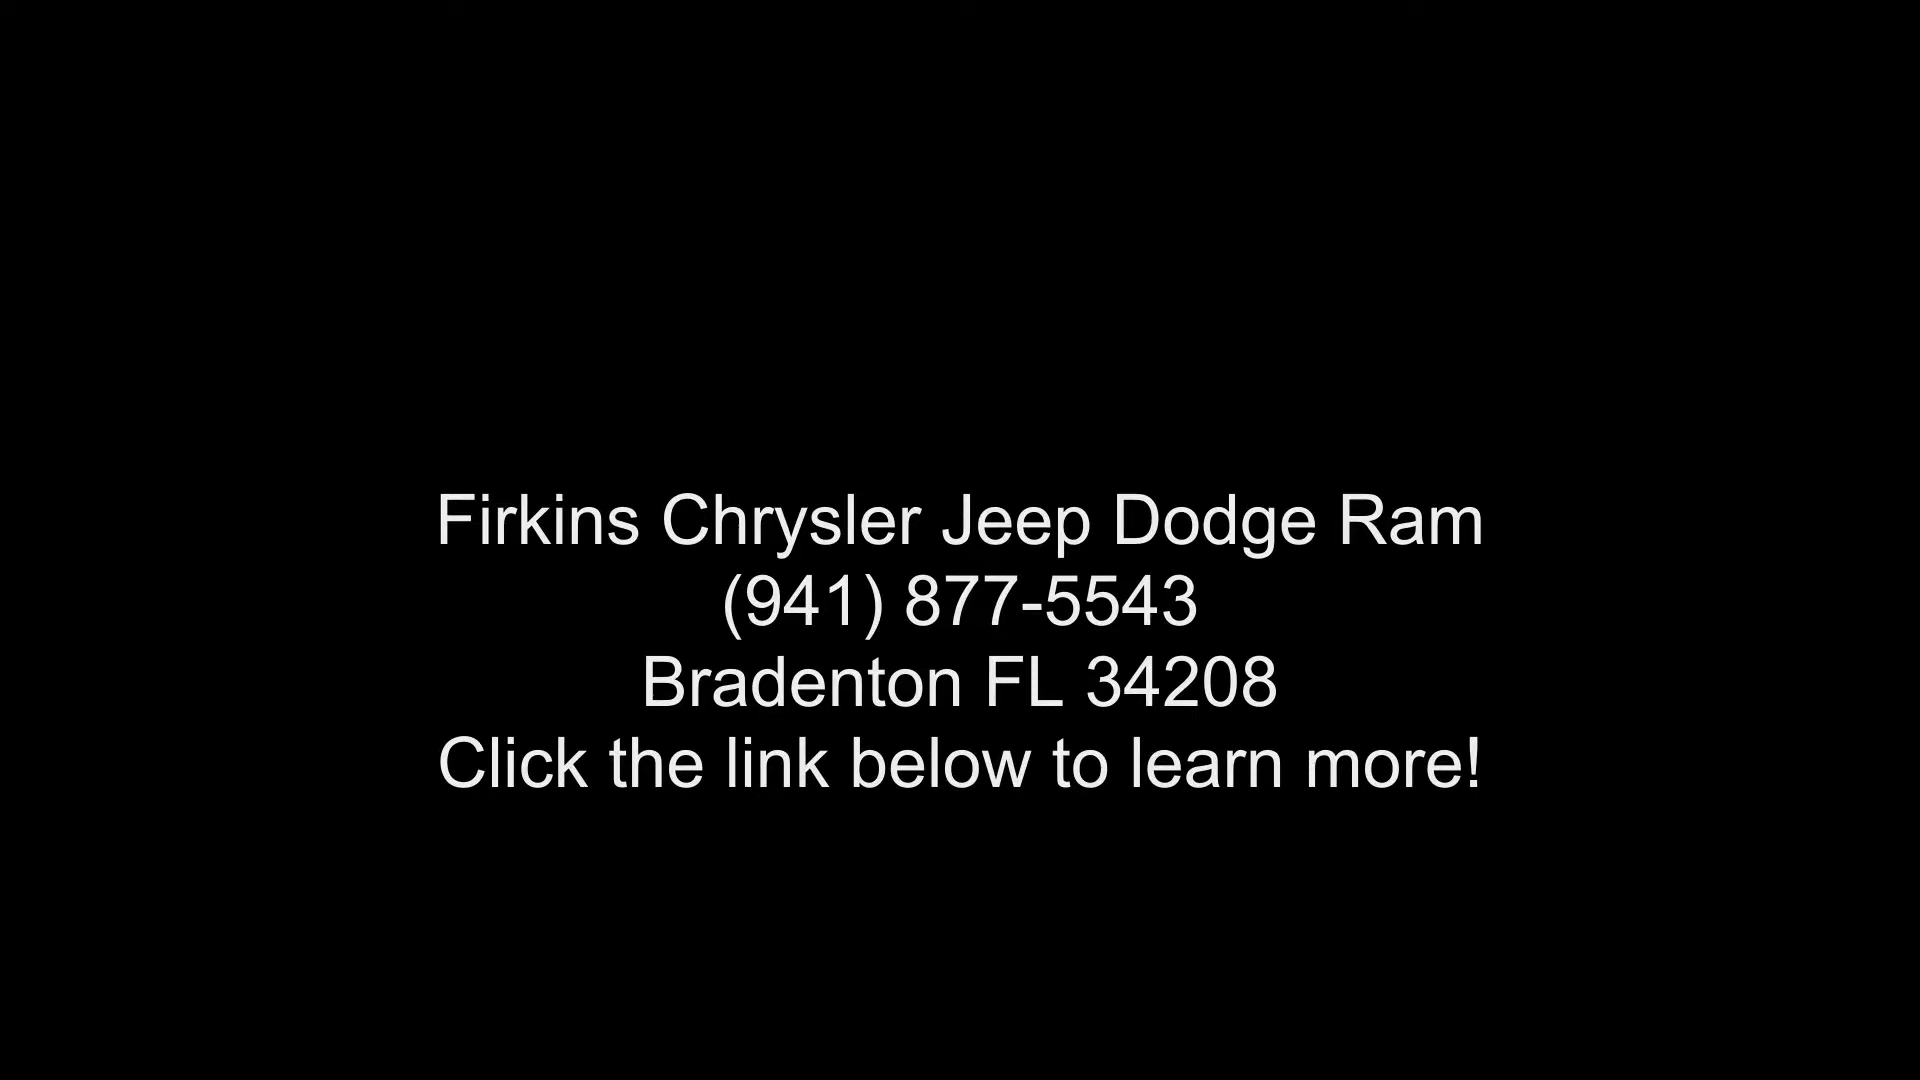 Firkins Chrysler Jeep Dodge Ram
(941) 877-5543
Bradenton FL 34208
Click the link below to learn more!